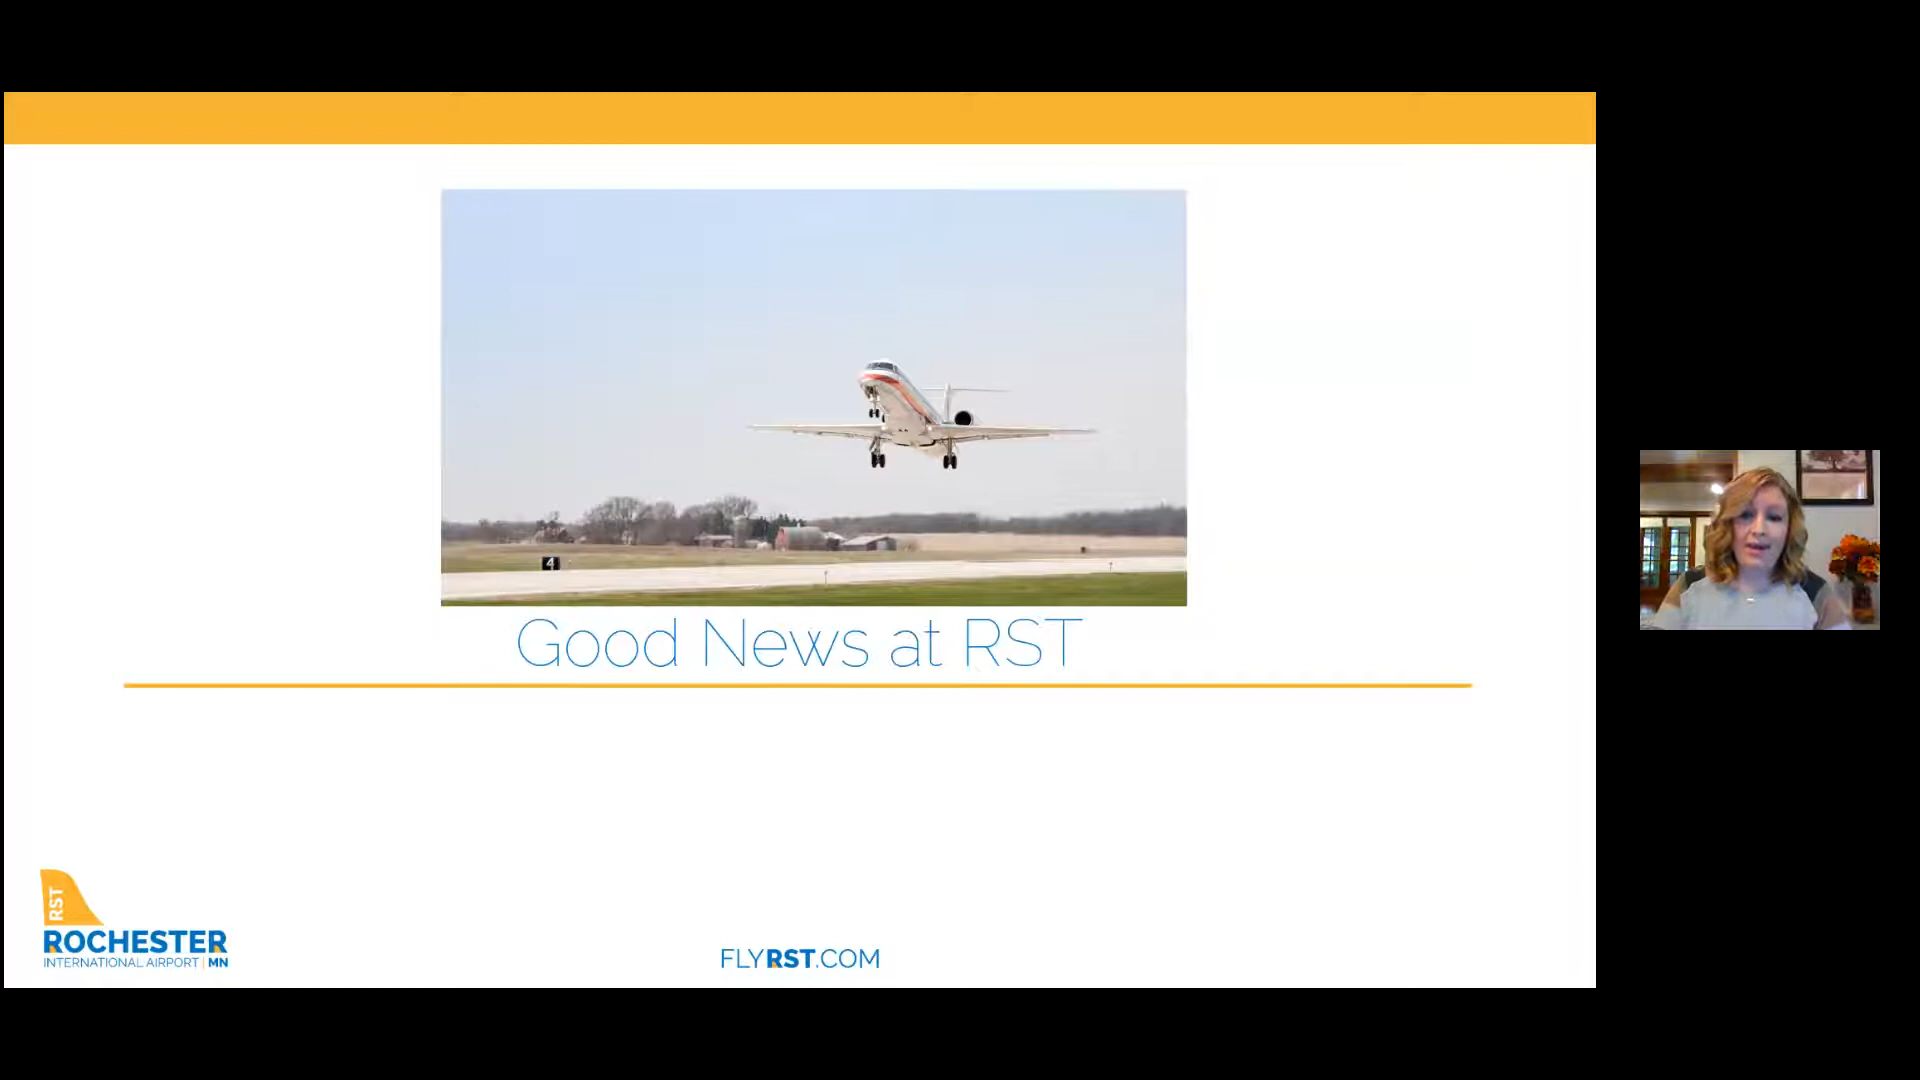 4
Good News at RST
RST
ROCHESTER
INTERNATIONAL AIRPORT | MN
FLYRST.COM